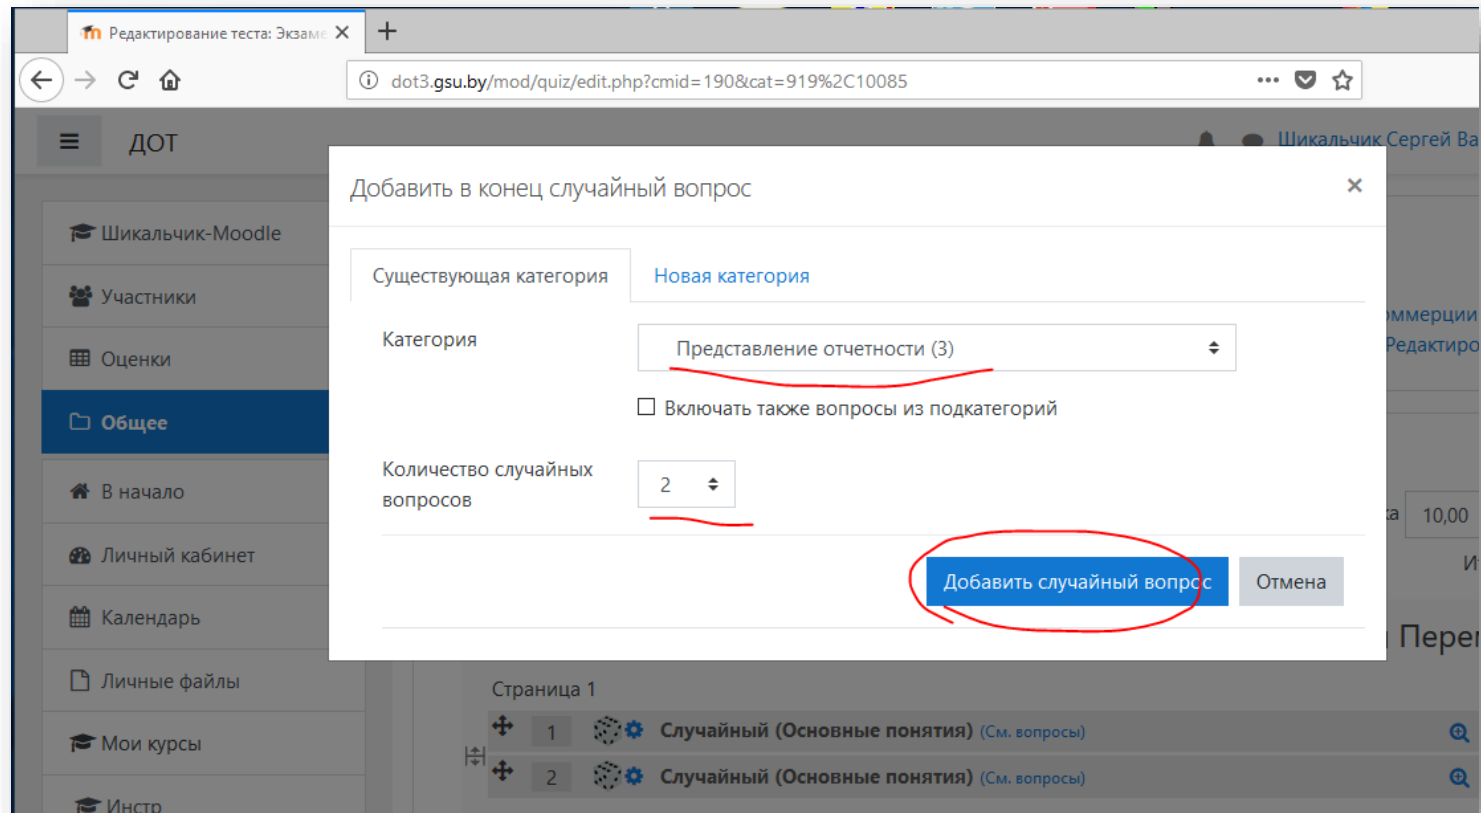 Редактирование теста: Экзаме
dot3.gsu.by/mod/quiz/edit.php?cmid=190&cat=919%2C10085
ДОТ
Шикальчик Сергей Ва
Добавить в конец случайный вопрос
Шикальчик-Moodle
Существующая категория
Новая категория
Участники
оммерции
Категория
Представление отчетности (3)
Редактиро
Оценки
Включать также вопросы из подкатегорий
Общее
Количество случайных
вопросов
2
В начало
ка
10,00
Личный кабинет
Добавить случайный вопрос
Отмена
Календарь
Личные файлы
Страница 1
1
Случайный (Основные понятия) (См. вопросы)
Мои курсы
2
Случайный (Основные понятия) (См. вопросы)
Инстр